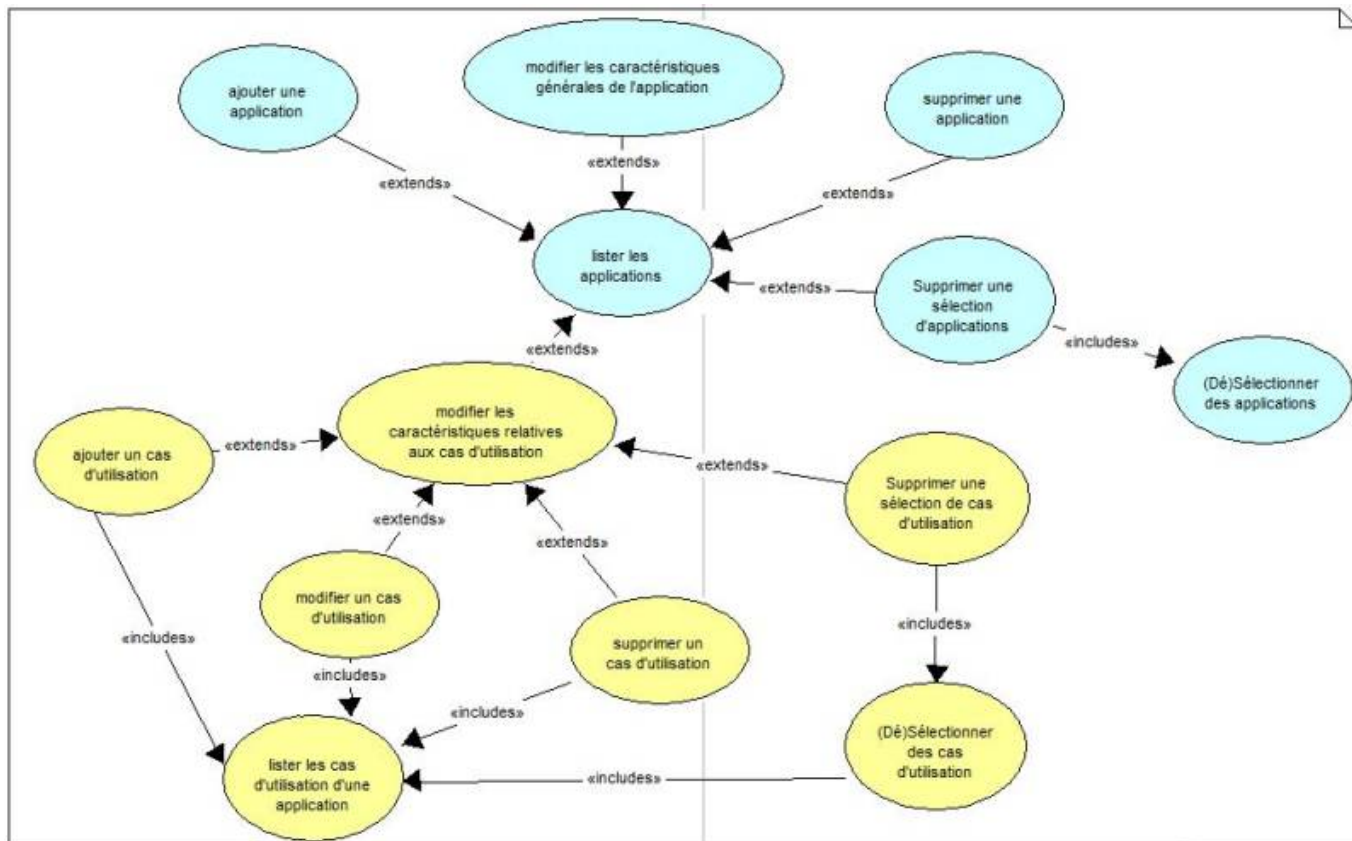 modifier les caractéristiques
générales de l'application
ajouter une
application
supprimer une
application
«extends»
«extends»
«extends»
lister les
applications
«extends»
Supprimer une
sélection
d'applications
«includes»
«extends»
(Dé)Sélectionner
des applications
modifier les
caractéristiques relatives
aux cas d'utilisation
ajouter un cas
d'utilisation
«extends»
«extends»
Supprimer une
sélection de cas
d'utilisation
«extends»
«extends»
modifier un cas
d'utilisation
supprimer un
cas d'utilisation
«includes»
«includes»
«includes»
«includes»
(Dé)Sélectionner
des cas
d'utilisation
lister les cas
d'utilisation d'une
application
«includes»